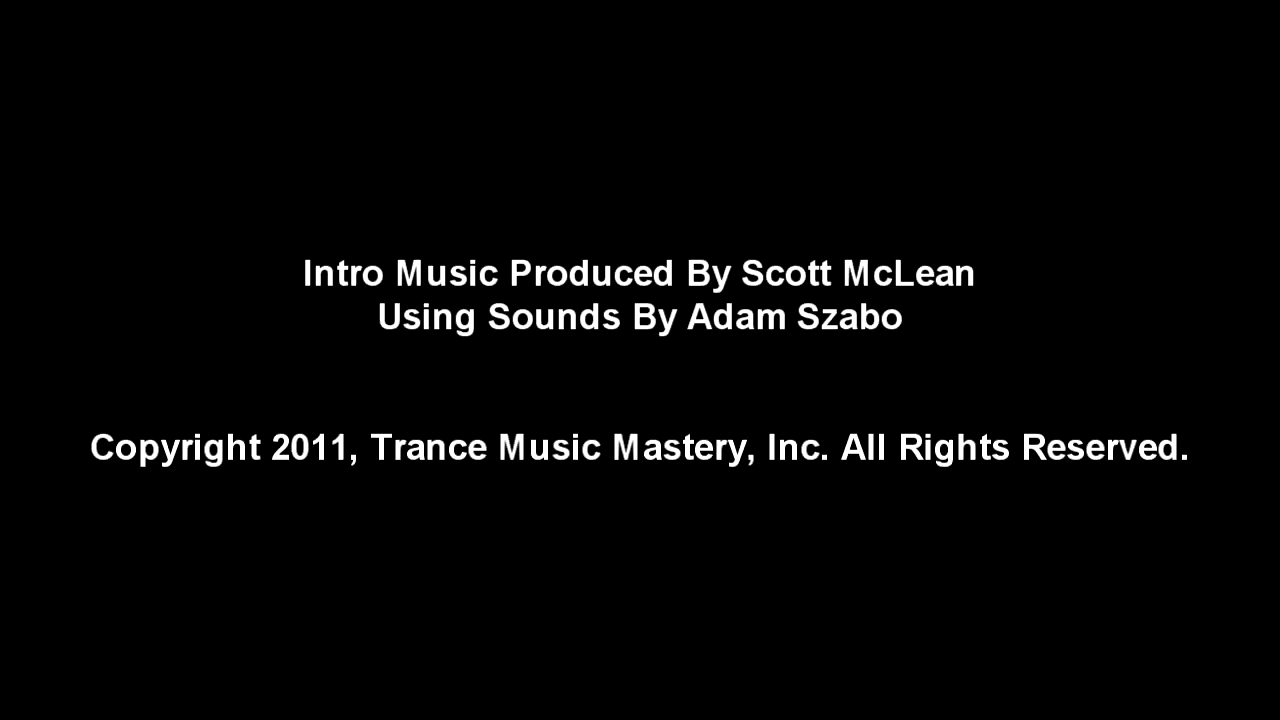 Intro Music Produced By Scott McLean
Using Sounds By Adam Szabo
Copyright 2011, Trance Music Mastery, Inc. All Rights Reserved.